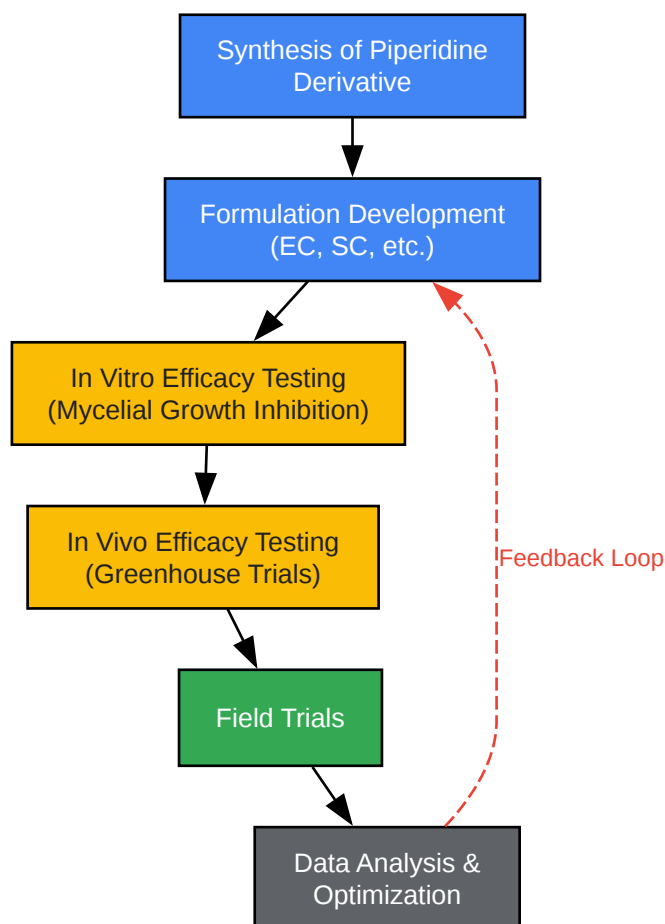 Synthesis of Piperidine
Derivative
Formulation Development
(EC, SC, etc.)
In Vitro Efficacy Testing
(Mycelial Growth Inhibition)
In Vivo Efficacy Testing
(Greenhouse Trials)
Feedback Loop
Field Trials
Data Analysis &
Optimization